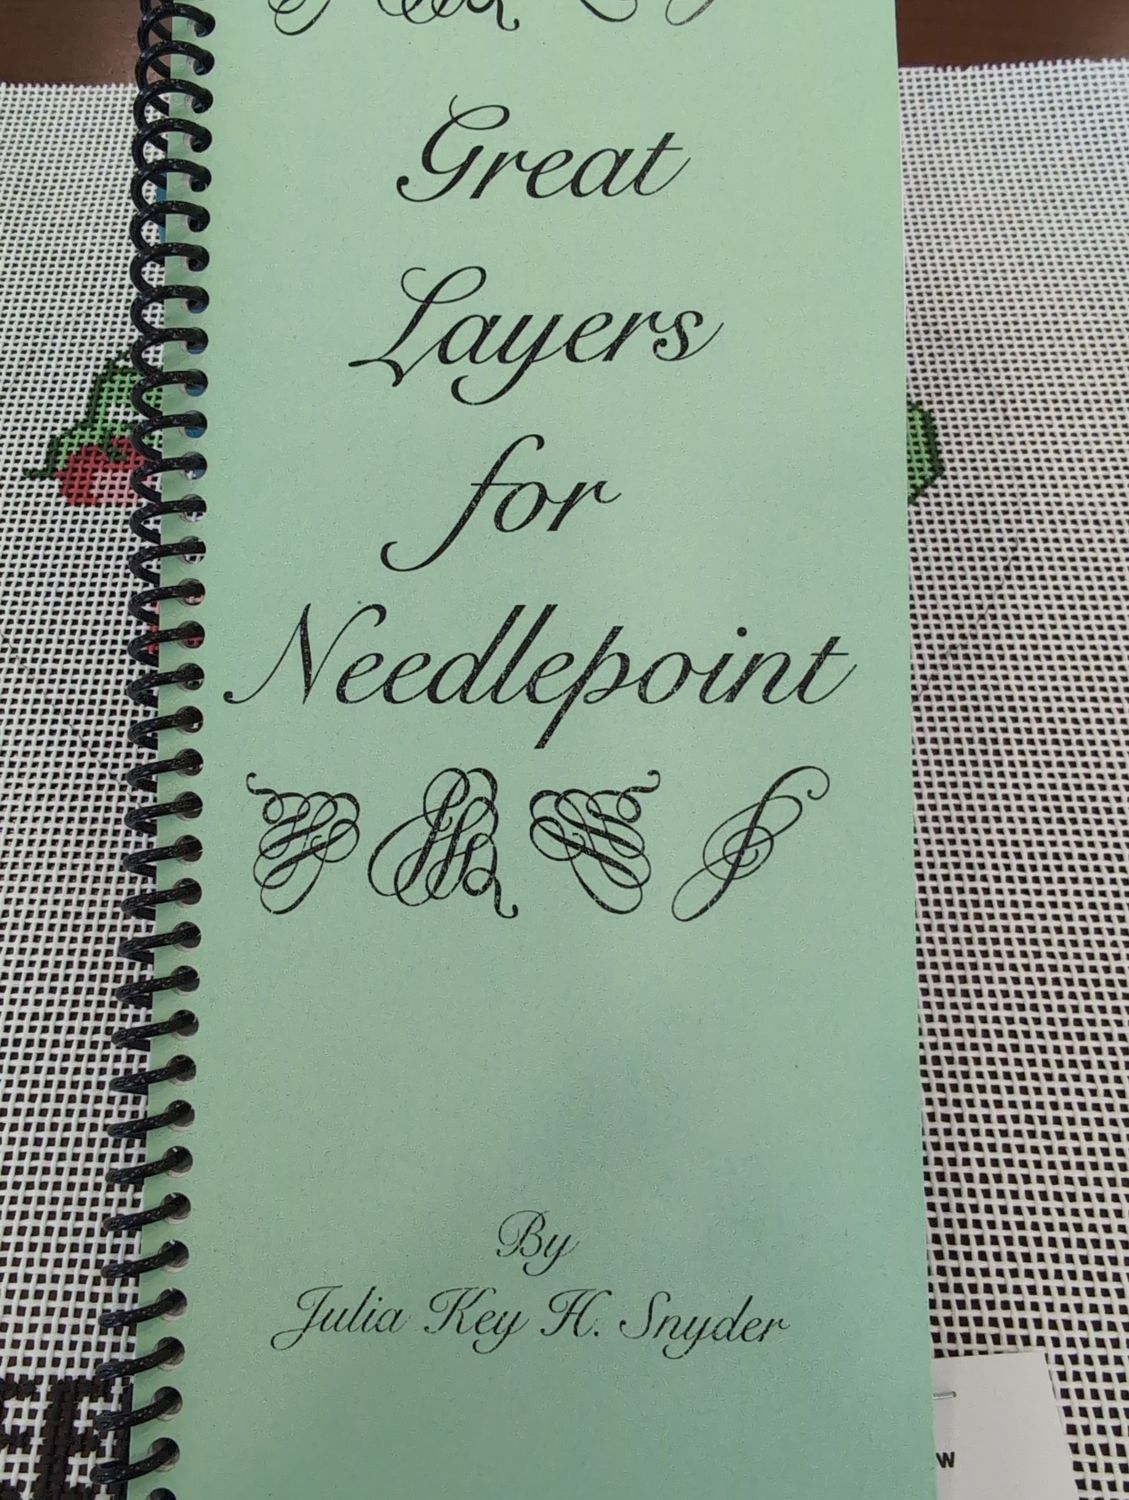 Great
Layers
for
Needlepoint
By
Julia Key H. Snyder
W